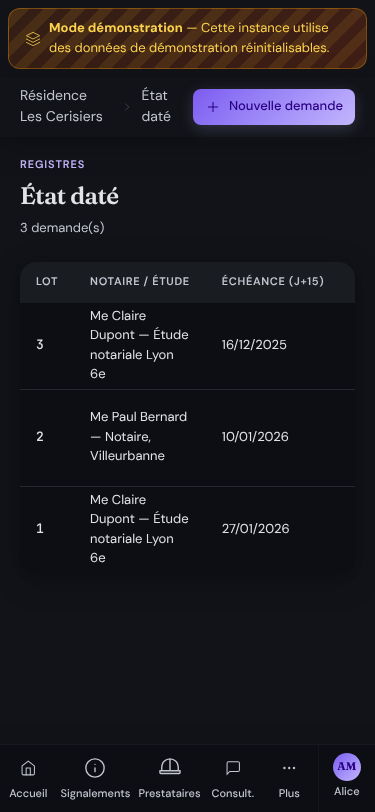 Mode démonstration — Cette instance utilise
des données de démonstration réinitialisables.
Résidence
Les Cerisiers
État
daté
Nouvelle demande
REGISTRES
État daté
3 demande(s)
LOT NOTAIRE / ÉTUDE ÉCHÉANCE (J+15)
Me Claire
Dupont — Étude
3 notariale Lyon 16/12/2025
6e
Me Paul Bernard
2 — Notaire, 10/01/2026
Villeurbanne
Me Claire
Dupont — Étude
1 notariale Lyon 27/01/2026
6e
AM
Accueil Signalements Prestataires Consult. Plus Alice